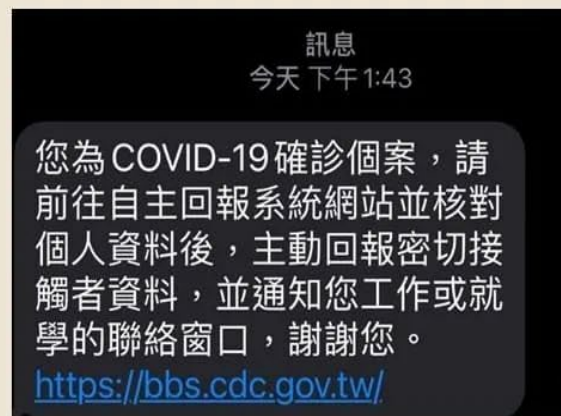 訊息
今天 下午1:43
您為COVID-19確診個案，請
前往自主回報系統網站並核對
個人資料後，主動回報密切接
觸者資料，並通知您工作或就
學的聯絡窗口，謝謝您。
https://bbs.cdc.gov.tw/